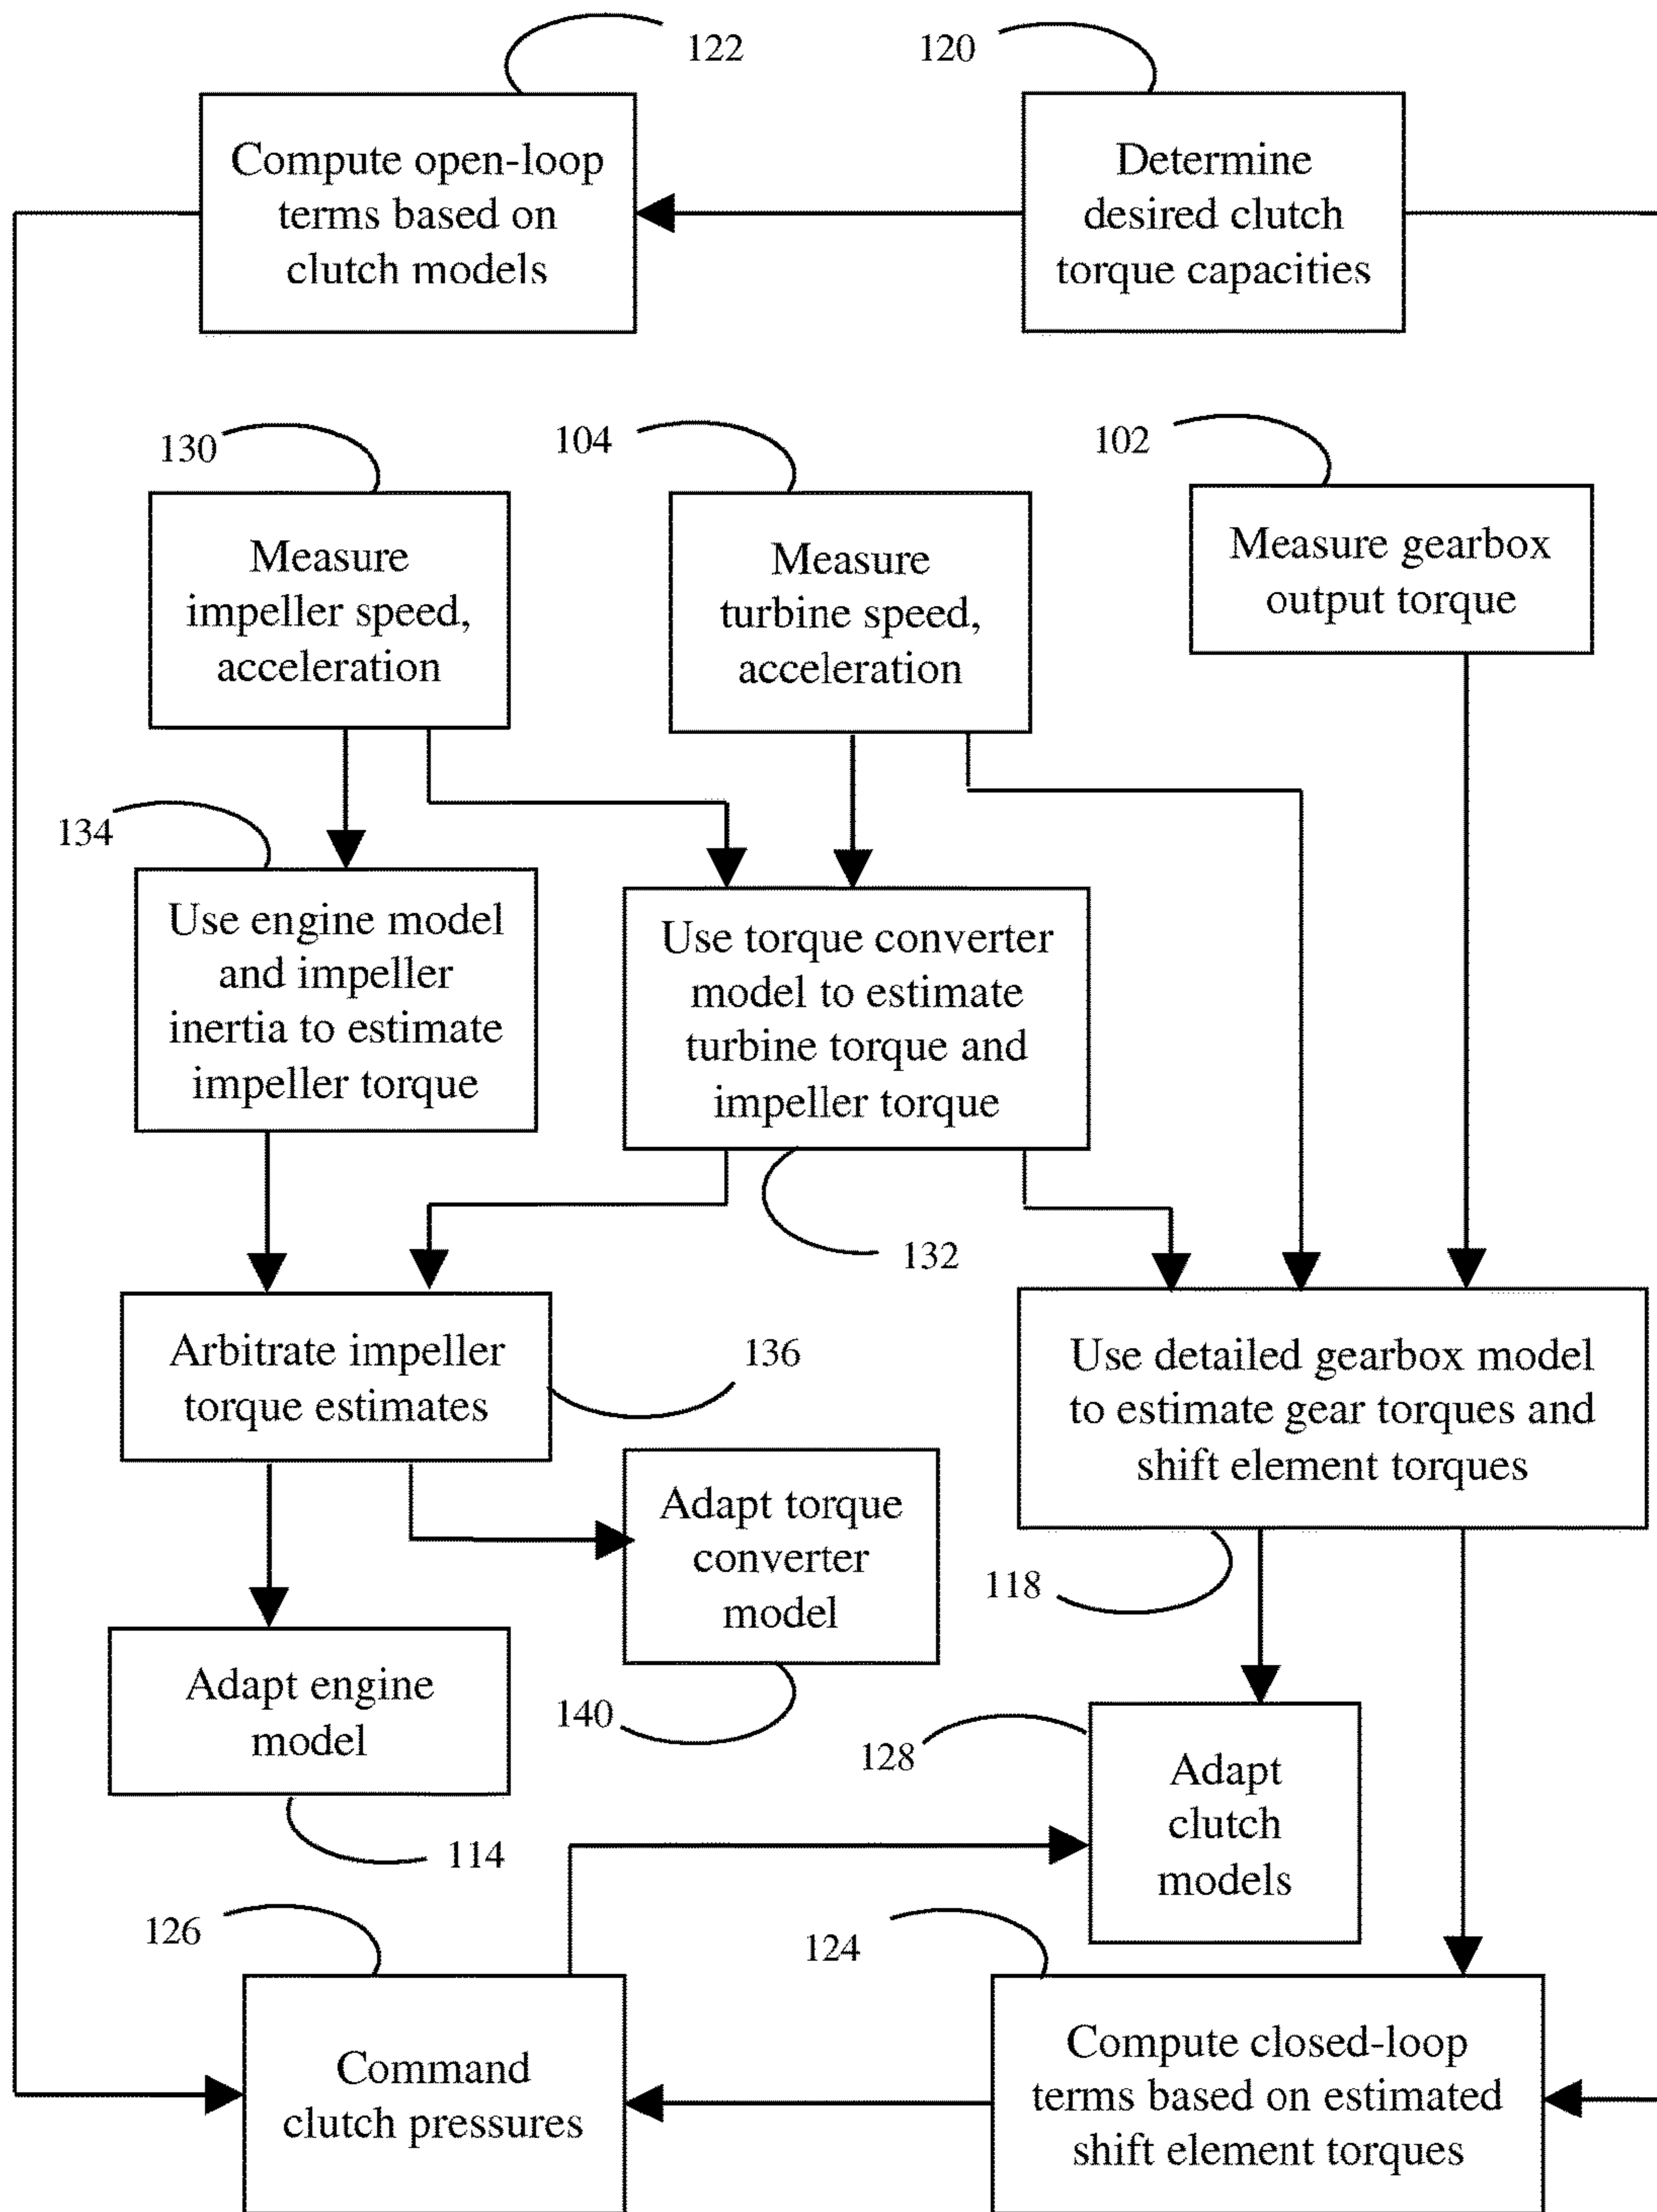 122
120
Compute open-loop
terms based on
clutch models
Determine
desired clutch
torque capacities
130
104
102
Measure
impeller speed,
acceleration
Measure
turbine speed,
acceleration
Measure gearbox
output torque
134
Use engine model
and impeller
inertia to estimate
impeller torque
Use torque converter
model to estimate
turbine torque and
impeller torque
132
Arbitrate impeller
torque estimates
136
Use detailed gearbox model
to estimate gear torques and
shift element torques
Adapt torque
converter
model
118
Adapt engine
model
140
128
Adapt
clutch
models
114
126
124
Command
clutch pressures
Compute closed-loop
terms based on estimated
shift element torques